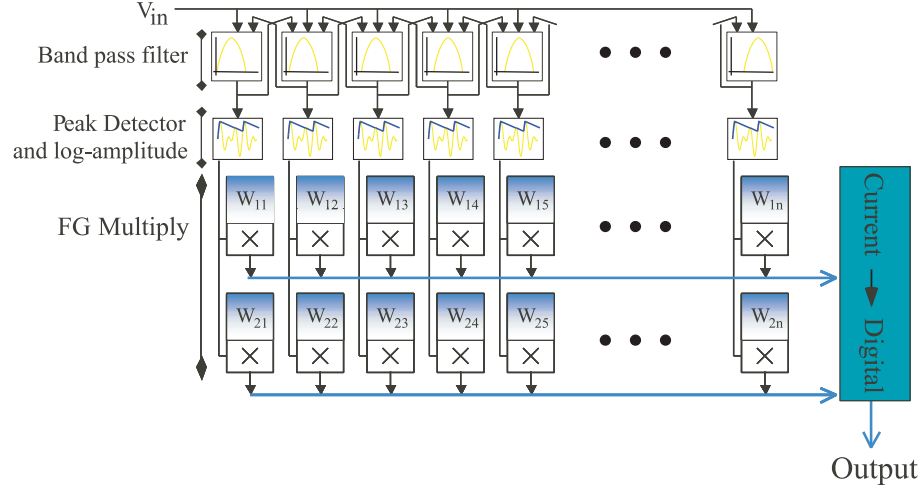 Vin
Band pass filter
Peak Detector
and log-amplitude
FG Multiply
W11 W12 W13 W14 W15 W1n
W21 W22 W23 W24 W25 W2n
Current Digital
Output